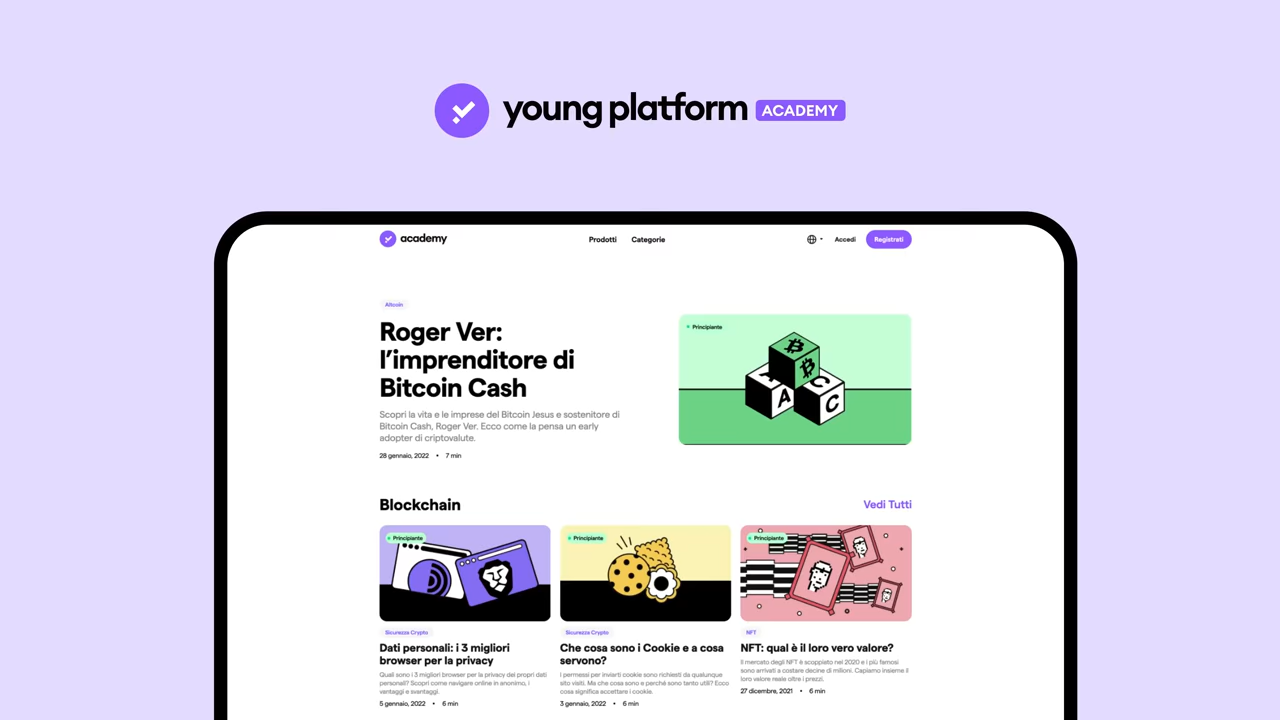 young platform ACADEMY
academy
Prodotti
Categorie
Accedi
Registrati
Altcoin
Roger Ver:
l'imprenditore di
Bitcoin Cash
Scopri la vita e le imprese del Bitcoin Jesus e sostenitore di
Bitcoin Cash, Roger Ver. Ecco come la pensa un early
adopter di criptovalute.
28 gennaio, 2022 • 7 min
Principiante
A
C
A
C
Blockchain
Vedi Tutti
Principiante
Sicurezza Crypto
Dati personali: i 3 migliori
browser per la privacy
Quali sono i 3 migliori browser per la privacy dei propri dati
personali? Scopri come navigare online in anonimo, i
vantaggi e svantaggi.
5 gennaio, 2022 • 6 min
Principiante
Sicurezza Crypto
Che cosa sono i Cookie e a cosa
servono?
I permessi per inviarti cookie sono richiesti da qualunque
sito visiti. Ma che cosa sono e perché sono tanto utili? Ecco
cosa significa accettare i cookie.
3 gennaio, 2022 • 6 min
Principiante
NFT
NFT: qual è il loro vero valore?
Il mercato degli NFT è scoppiato nel 2020 e i più famosi
sono arrivati a costare decine di milioni. Capiamo insieme il
loro valore reale oltre i prezzi.
27 dicembre, 2021 • 6 min